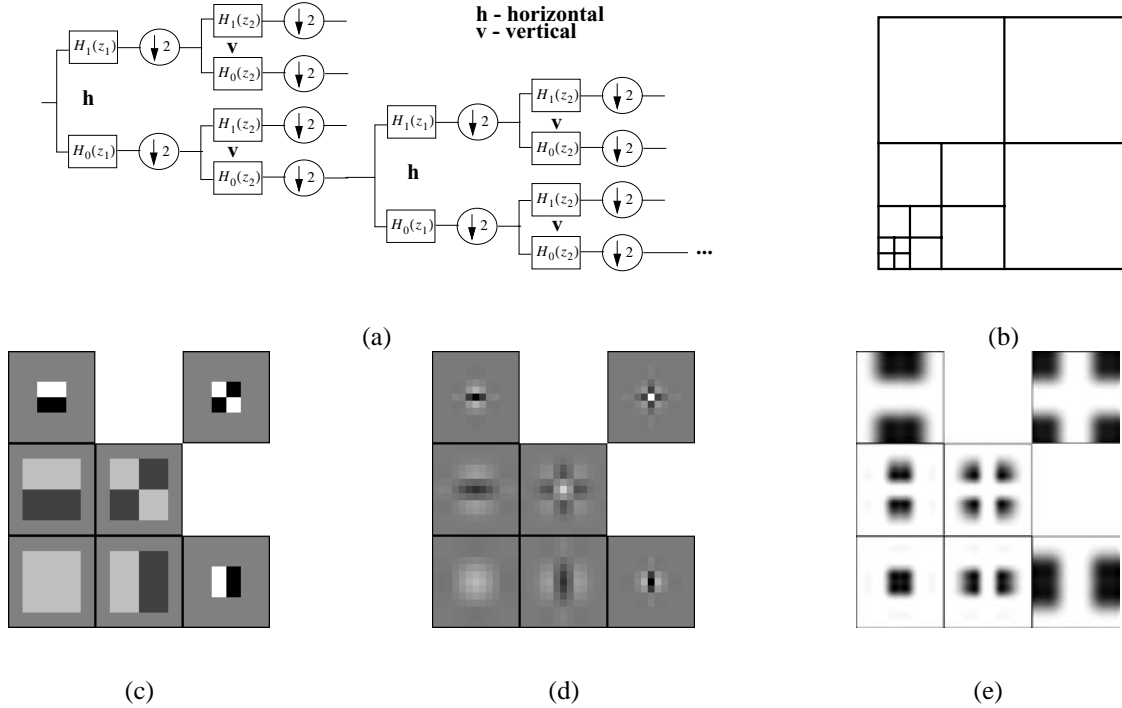 h - horizontal
v - vertical
H₁(z₂) ↓ 2
H₁(z₁) ↓ 2 v
H₀(z₂) ↓ 2
h
H₁(z₂) ↓ 2
H₁(z₂) ↓ 2
H₁(z₁) ↓ 2 v
H₀(z₁) ↓ 2 v
H₀(z₂) ↓ 2
H₀(z₂) ↓ 2
h
H₁(z₂) ↓ 2
H₀(z₁) ↓ 2 v
H₀(z₂) ↓ 2 ...
(a)
(b)
(c)
(d)
(e)